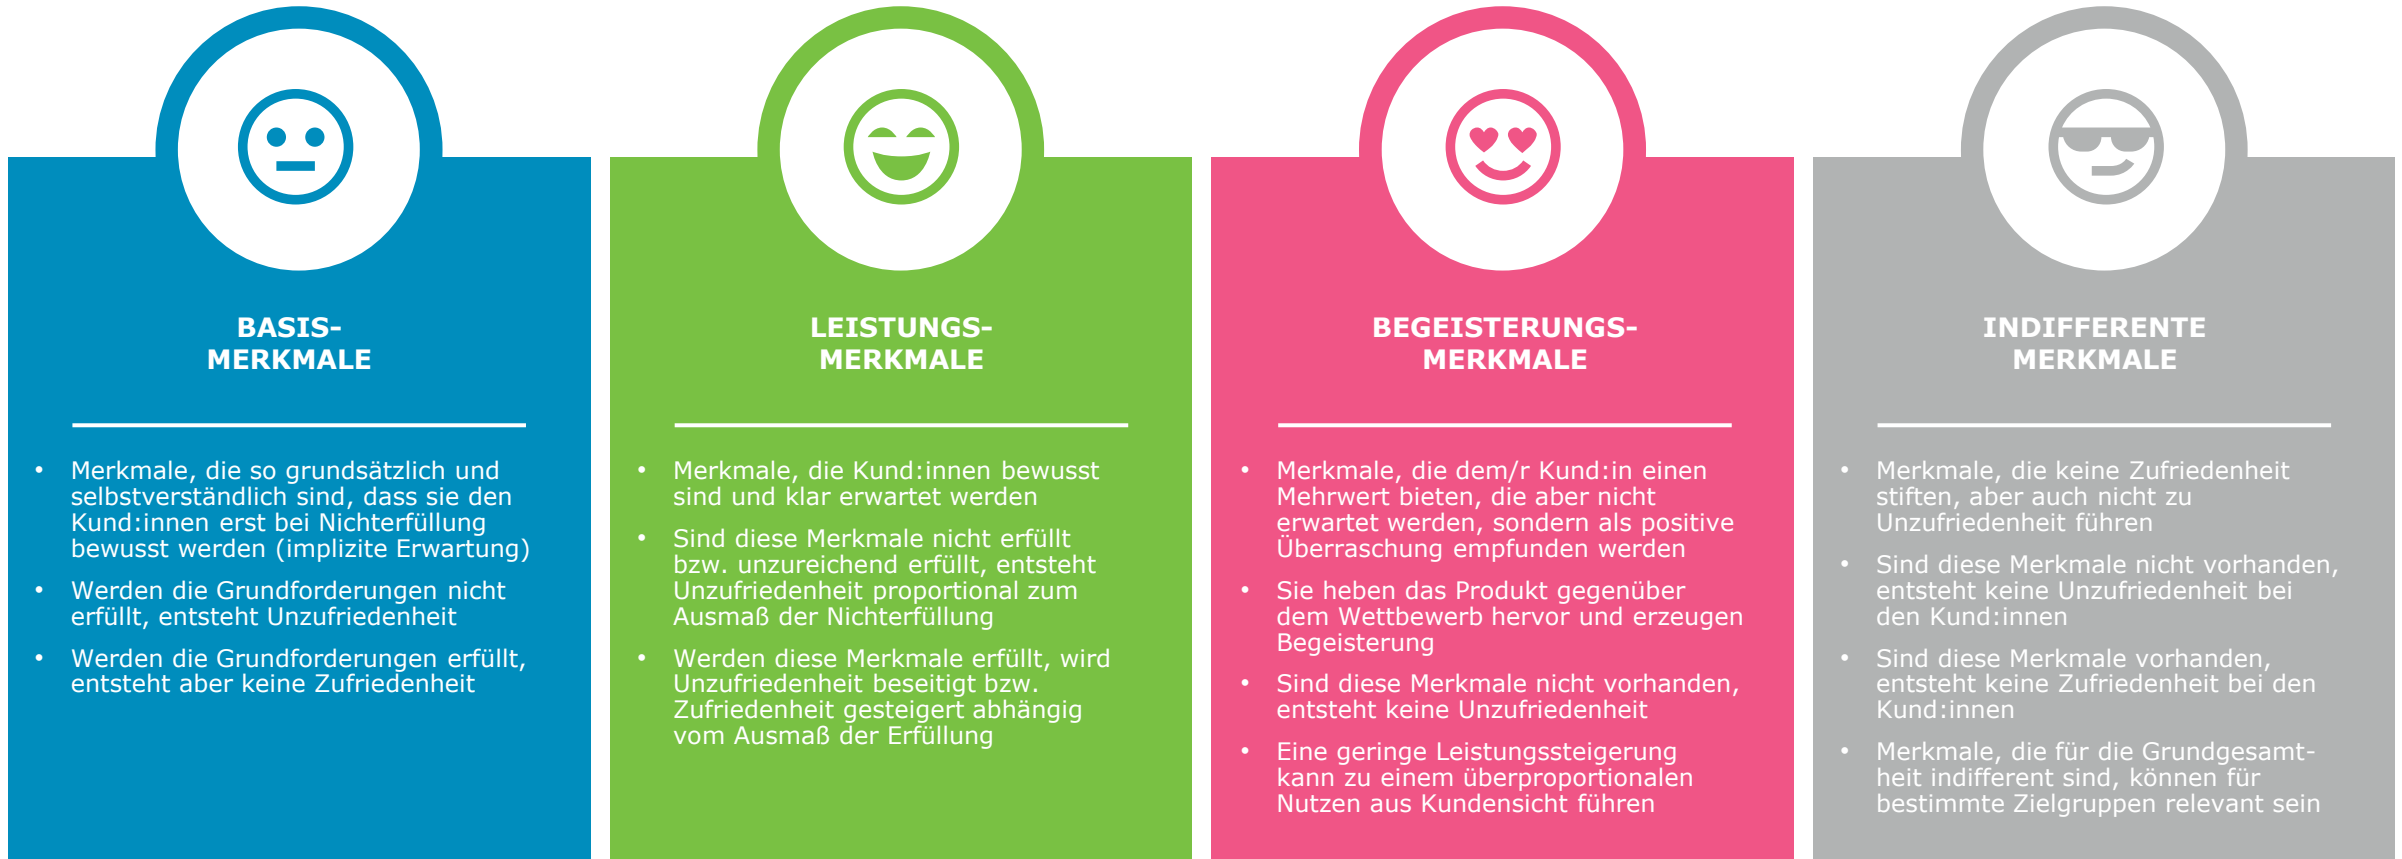 BASIS-
MERKMALE
• Merkmale, die so grundsätzlich und
selbstverständlich sind, dass sie den
Kund:innen erst bei Nichterfüllung
bewusst werden (implizite Erwartung)
• Werden die Grundforderungen nicht
erfüllt, entsteht Unzufriedenheit
• Werden die Grundforderungen erfüllt,
entsteht aber keine Zufriedenheit
LEISTUNGS-
MERKMALE
• Merkmale, die Kund:innen bewusst
sind und klar erwartet werden
• Sind diese Merkmale nicht erfüllt
bzw. unzureichend erfüllt, entsteht
Unzufriedenheit proportional zum
Ausmaß der Nichterfüllung
• Werden diese Merkmale erfüllt, wird
Unzufriedenheit beseitigt bzw.
Zufriedenheit gesteigert abhängig
vom Ausmaß der Erfüllung
BEGEISTERUNGS-
MERKMALE
• Merkmale, die dem/r Kund:in einen
Mehrwert bieten, die aber nicht
erwartet werden, sondern als positive
Überraschung empfunden werden
• Sie heben das Produkt gegenüber
dem Wettbewerb hervor und erzeugen
Begeisterung
• Sind diese Merkmale nicht vorhanden,
entsteht keine Unzufriedenheit
• Eine geringe Leistungssteigerung
kann zu einem überproportionalen
Nutzen aus Kundensicht führen
INDIFFERENTE
MERKMALE
• Merkmale, die keine Zufriedenheit
stiften, aber auch nicht zu
Unzufriedenheit führen
• Sind diese Merkmale nicht vorhanden,
entsteht keine Unzufriedenheit bei
den Kund:innen
• Sind diese Merkmale vorhanden,
entsteht keine Zufriedenheit bei den
Kund:innen
• Merkmale, die für die Grundgesamt-
heit indifferent sind, können für
bestimmte Zielgruppen relevant sein